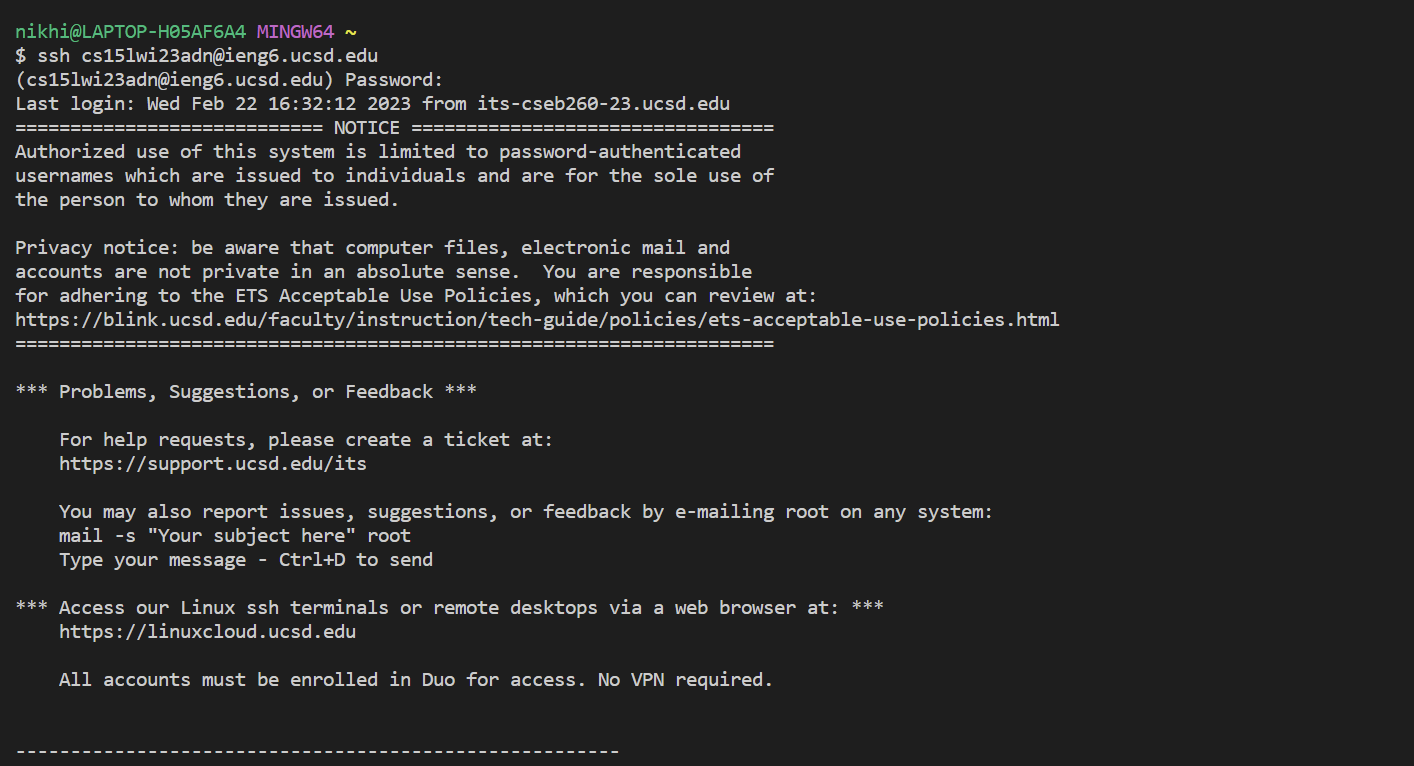 nikhi@LAPTOP-H05AF6A4 MINGW64 ~
$ ssh cs15lwi23adn@ieng6.ucsd.edu
(cs15lwi23adn@ieng6.ucsd.edu) Password:
Last login: Wed Feb 22 16:32:12 2023 from its-cseb260-23.ucsd.edu
============================ NOTICE =================================
Authorized use of this system is limited to password-authenticated
usernames which are issued to individuals and are for the sole use of
the person to whom they are issued.

Privacy notice: be aware that computer files, electronic mail and
accounts are not private in an absolute sense.  You are responsible
for adhering to the ETS Acceptable Use Policies, which you can review at:
https://blink.ucsd.edu/faculty/instruction/tech-guide/policies/ets-acceptable-use-policies.html
=====================================================================

*** Problems, Suggestions, or Feedback ***

    For help requests, please create a ticket at:
    https://support.ucsd.edu/its

    You may also report issues, suggestions, or feedback by e-mailing root on any system:
    mail -s "Your subject here" root
    Type your message - Ctrl+D to send

*** Access our Linux ssh terminals or remote desktops via a web browser at: ***
    https://linuxcloud.ucsd.edu

    All accounts must be enrolled in Duo for access. No VPN required.


-------------------------------------------------------